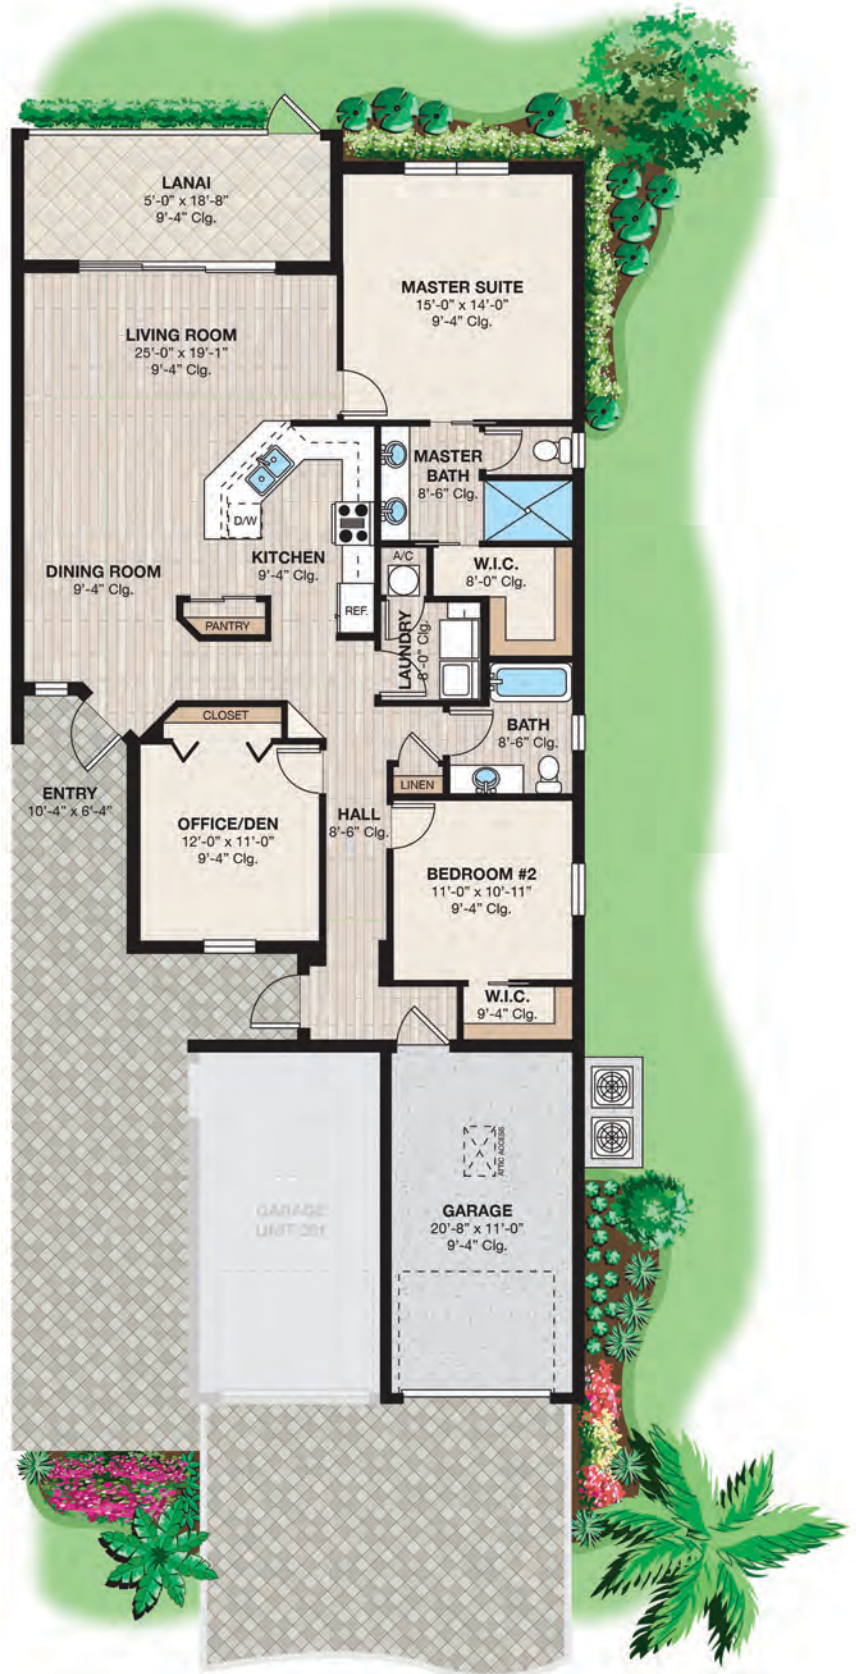 LANAI
5'-0" x 18'-8"
9'-4" Clg.
MASTER SUITE
15'-0" x 14'-0"
9'-4" Clg.
LIVING ROOM
25'-0" x 19'-1"
9'-4" Clg.
MASTER
BATH
8'-6" Clg.
D/W
KITCHEN
9'-4" Clg.
A/C
W.I.C.
8'-0" Clg.
DINING ROOM
9'-4" Clg.
REF.
PANTRY
LAUNDRY
8'-0" Clg.
CLOSET
BATH
8'-6" Clg.
LINEN
ENTRY
10'-4" x 6'-4"
OFFICE/DEN
12'-0" x 11'-0"
9'-4" Clg.
HALL
8'-6" Clg.
BEDROOM #2
11'-0" x 10'-11"
9'-4" Clg.
W.I.C.
9'-4" Clg.
ATTIC ACCESS
GARAGE
UNIT
GARAGE
20'-8" x 11'-0"
9'-4" Clg.